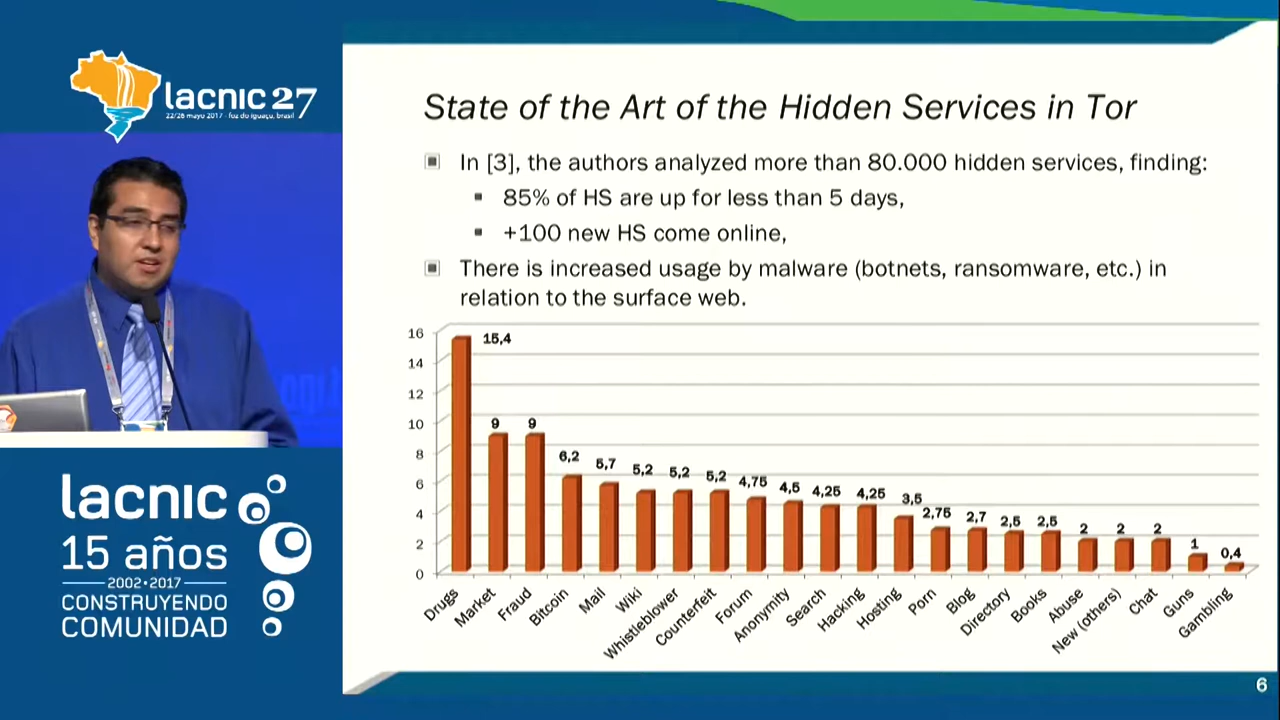 lacnic 27
22/26 mayo 2017 - foz do iguaçu, brasil
lacnic
15 años
2002•2017
CONSTRUYENDO
COMUNIDAD
State of the Art of the Hidden Services in Tor
In [3], the authors analyzed more than 80.000 hidden services, finding:
85% of HS are up for less than 5 days,
+100 new HS come online,
There is increased usage by malware (botnets, ransomware, etc.) in
relation to the surface web.
16
14
12
10
8
6
4
2
0
15,4
9
9
6,2
5,7
5,2
5,2
5,2
4,75
4,5
4,25
4,25
3,5
2,75
2,7
2,5
2,5
2
2
2
1
0,4
Drugs
Market
Fraud
Bitcoin
Mail
Wiki
Whistleblower
Counterfeit
Forum
Anonymity
Search
Hacking
Hosting
Porn
Blog
Directory
Books
Abuse
New (others)
Chat
Guns
Gambling
6